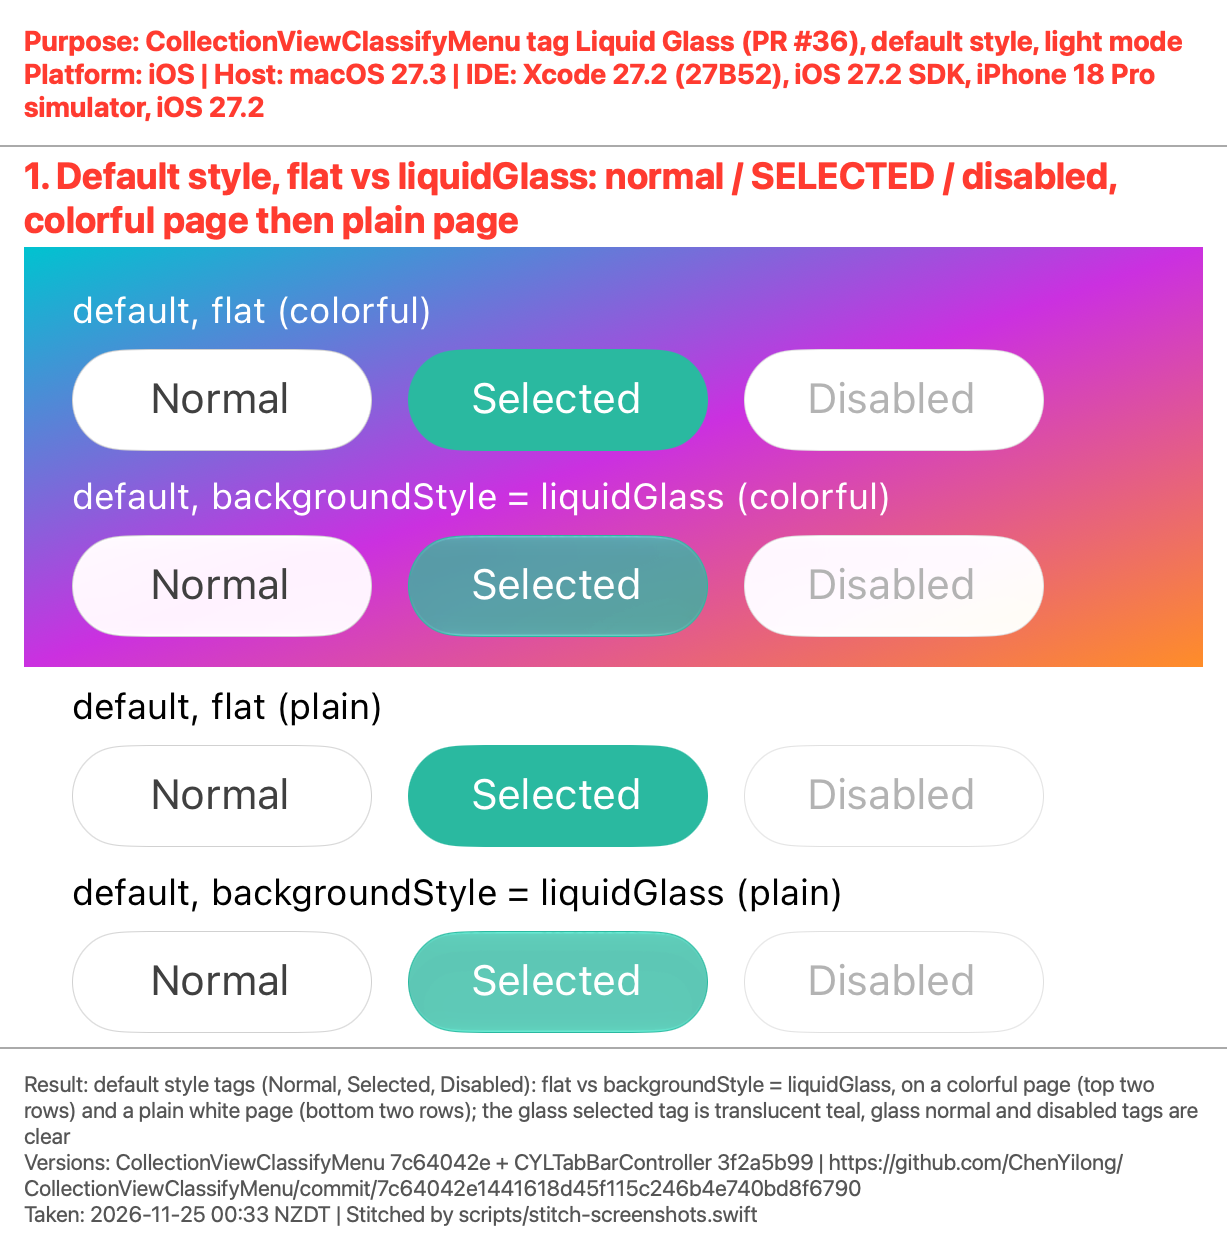 Purpose: CollectionViewClassifyMenu tag Liquid Glass (PR #36), default style, light mode
Platform: iOS | Host: macOS 27.3 | IDE: Xcode 27.2 (27B52), iOS 27.2 SDK, iPhone 18 Pro
simulator, iOS 27.2
1. Default style, flat vs liquidGlass: normal / SELECTED / disabled,
colorful page then plain page
default, flat (colorful)
Normal Selected Disabled
default, backgroundStyle = liquidGlass (colorful)
Normal Selected Disabled
default, flat (plain)
Normal Selected Disabled
default, backgroundStyle = liquidGlass (plain)
Normal Selected Disabled
Result: default style tags (Normal, Selected, Disabled): flat vs backgroundStyle = liquidGlass, on a colorful page (top two
rows) and a plain white page (bottom two rows); the glass selected tag is translucent teal, glass normal and disabled tags are
clear
Versions: CollectionViewClassifyMenu 7c64042e + CYLTabBarController 3f2a5b99 | https://github.com/ChenYilong/
CollectionViewClassifyMenu/commit/7c64042e1441618d45f115c246b4e740bd8f6790
Taken: 2026-11-25 00:33 NZDT | Stitched by scripts/stitch-screenshots.swift